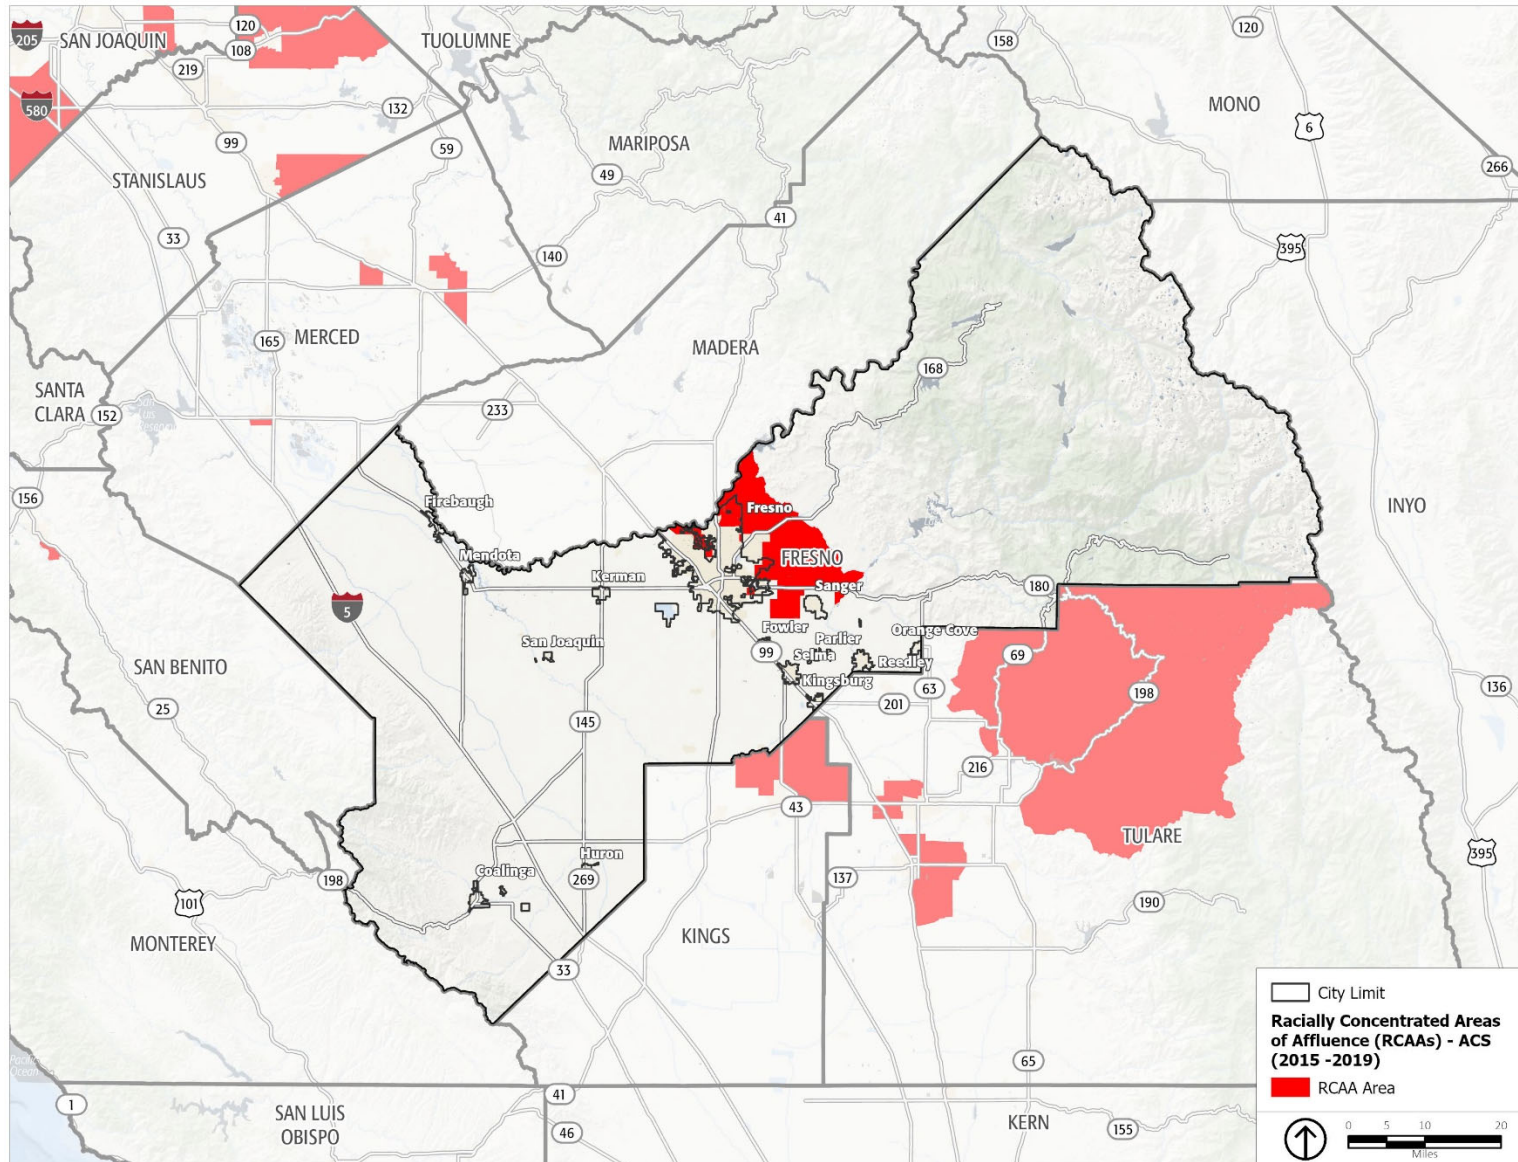 205
SAN JOAQUIN
120
108
219
TUOLUMNE
158
120
580
132
MONO
6
99
59
MARIPOSA
49
266
STANISLAUS
33
41
395
140
165
MERCED
MADERA
168
SANTA
CLARA
152
233
156
INYO
Firebaugh
Fresno
Mendota
FRESNO
Kerman
Sanger
180
5
Fowler
Parlier
Orange Cove
San Joaquin
99
Selma
Reedley
69
SAN BENITO
Kingsburg
63
198
136
25
201
145
216
43
TULARE
395
Huron
Coalinga
269
198
137
101
190
MONTEREY
KINGS
33
City Limit
Racially Concentrated Areas
of Affluence (RCAAs) - ACS
(2015 -2019)
RCAA Area
65
Pacific
Ocean
1
41
SAN LUIS
OBISPO
46
KERN
155
0 5 10 20
Miles